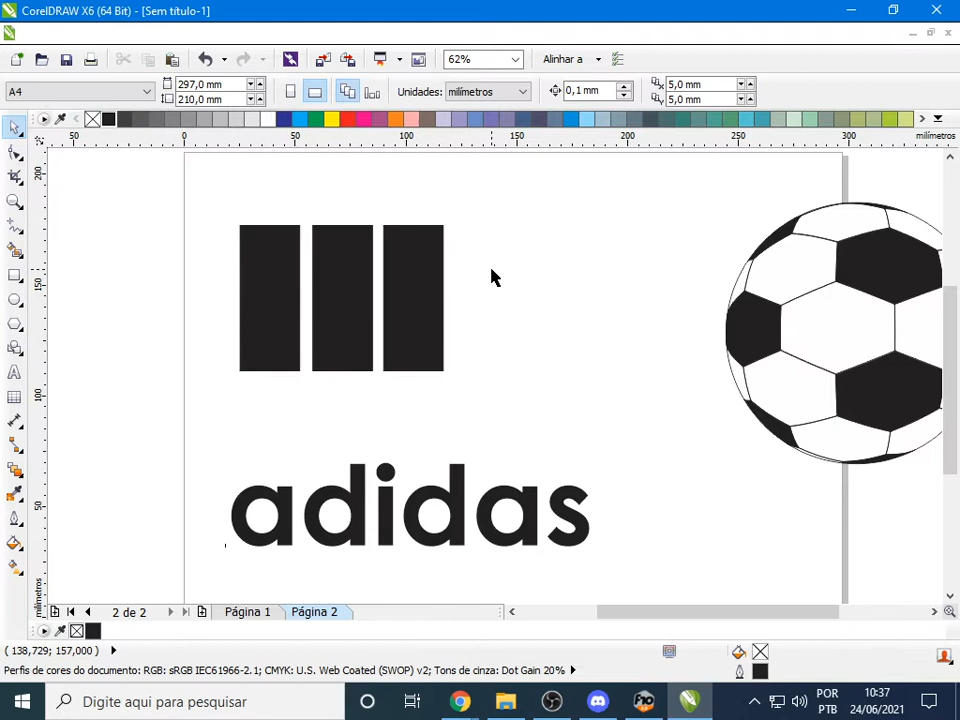 CorelDRAW X6 (64 Bit) - [Sem título-1]
62%
Alinhar a
A4
297,0 mm
210,0 mm
Unidades:
milímetros
0,1 mm
5,0 mm
5,0 mm
50
0
50
100
150
200
250
300
milímetros
200
150
100
50
milímetros
adidas
2 de 2
Página 1
Página 2
( 138,729; 157,000 )
Perfis de cores do documento: RGB: sRGB IEC61966-2.1; CMYK: U.S. Web Coated (SWOP) v2; Tons de cinza: Dot Gain 20%
Digite aqui para pesquisar
POR
PTB
10:37
24/06/2021